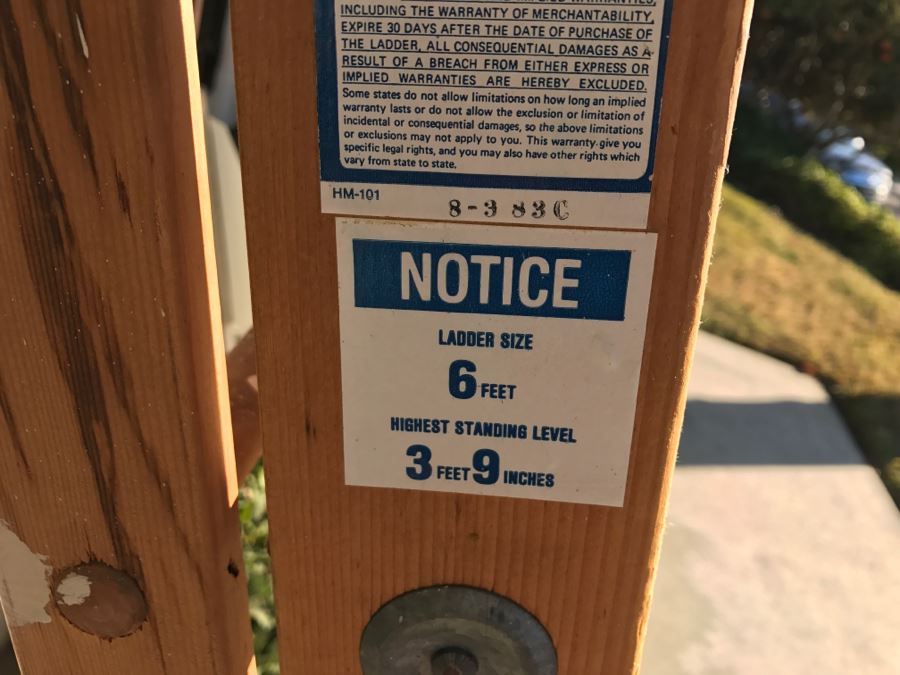 INCLUDING THE WARRANTY OF MERCHANTABILITY,
EXPIRE 30 DAYS AFTER THE DATE OF PURCHASE OF
THE LADDER, ALL CONSEQUENTIAL DAMAGES AS A
RESULT OF A BREACH FROM EITHER EXPRESS OR
IMPLIED WARRANTIES ARE HEREBY EXCLUDED.
Some states do not allow limitations on how long an implied
warranty lasts or do not allow the exclusion or limitation of
incidental or consequential damages, so the above limitations
or exclusions may not apply to you. This warranty give you
specific legal rights, and you may also have other rights which
vary from state to state.
HM-101
8-3 83C
NOTICE
LADDER SIZE
6 FEET
HIGHEST STANDING LEVEL
3 FEET 9 INCHES